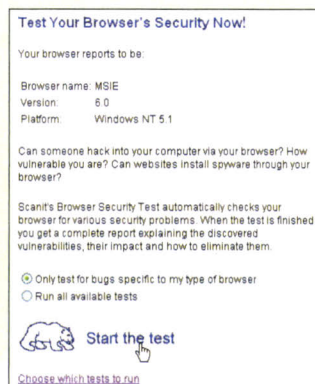 Test Your Browser's Security Now!
Your browser reports to be:
Browser name: MSIE
Version: 6.0
Platform: Windows NT 5.1
Can someone hack into your computer via your browser? How
vulnerable you are? Can websites install spyware through your
browser?
Scanit's Browser Security Test automatically checks your
browser for various security problems. When the test is finished
you get a complete report explaining the discovered
vulnerabilities, their impact and how to eliminate them.
Only test for bugs specific to my type of browser
Run all available tests
Start the test
Choose which tests to run